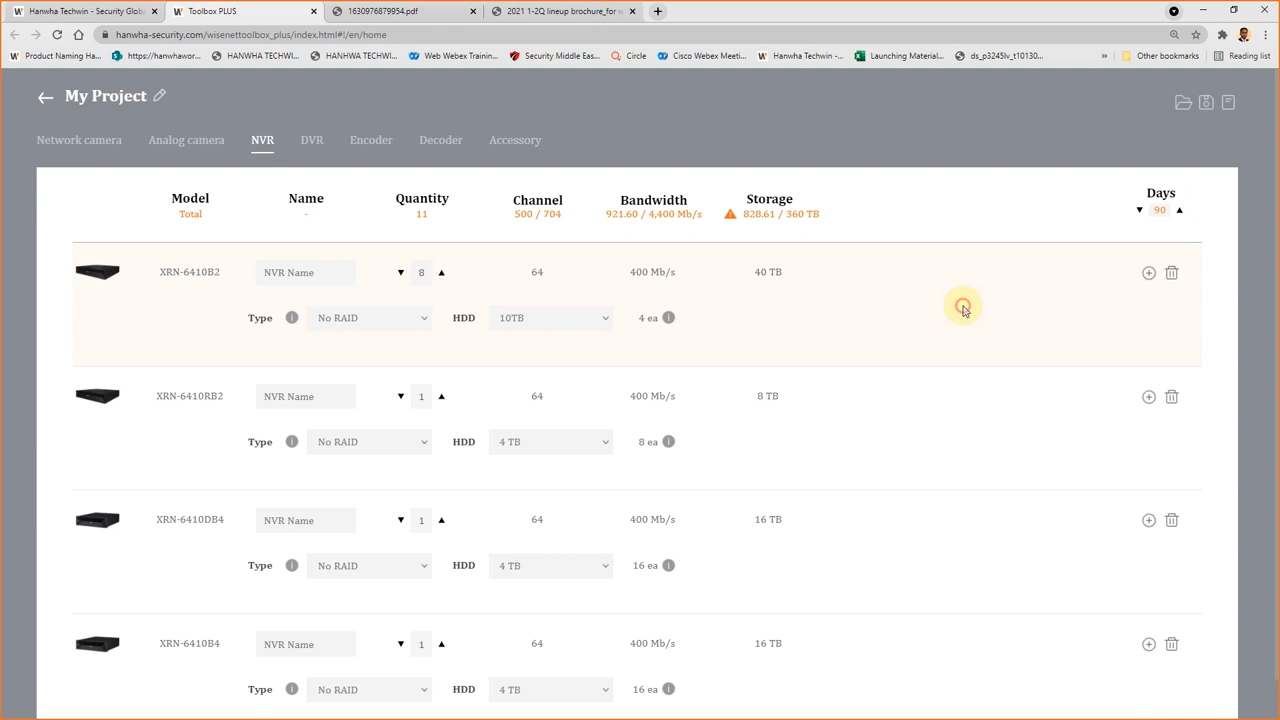 Hanwha Techwin - Security Globa
Toolbox PLUS
1630976879954.pdf
2021 1-2Q lineup brochure_for w
hanwha-security.com/wisenettoolbox_plus/index.html#!/en/home
Product Naming Ha...
https://hanwhawor...
HANWHA TECHWI...
HANHWA TECHWI...
Web Webex Trainin...
Security Middle Eas...
Circle
Cisco Webex Meetin...
Hanwha Techwin -...
Launching Material...
ds_p3245lv_t10130...
»
Other bookmarks
Reading list
My Project
Network camera
Analog camera
NVR
DVR
Encoder
Decoder
Accessory
Model Name Quantity Channel Bandwidth Storage Days
Total - 11 500 / 704 921.60 / 4,400 Mb/s 828.61 / 360 TB 90
XRN-6410B2 NVR Name 8 64 400 Mb/s 40 TB
Type No RAID HDD 10TB 4 ea
XRN-6410RB2 NVR Name 1 64 400 Mb/s 8 TB
Type No RAID HDD 4 TB 8 ea
XRN-6410DB4 NVR Name 1 64 400 Mb/s 16 TB
Type No RAID HDD 4 TB 16 ea
XRN-6410B4 NVR Name 1 64 400 Mb/s 16 TB
Type No RAID HDD 4 TB 16 ea